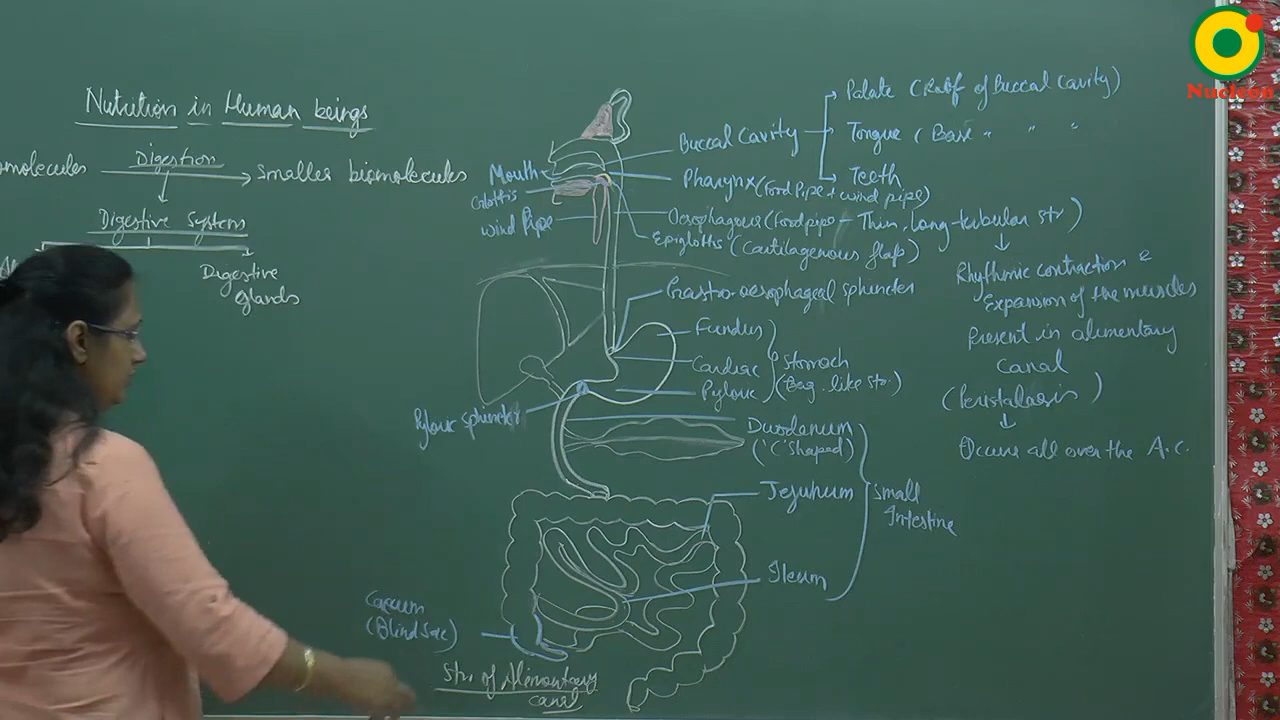 Nucleon
Nutrition in Human beings
omolecules Digestion smaller biomolecules
Digestive System
Al
Digestive
glands
Mouth
Glottis
wind Pipe
Buccal Cavity
Palate (Roof of Buccal Cavity)
Tongue (Base " " "
Teeth
Pharynx (Food Pipe + wind pipe)
Oesophagous (Food pipe - Thin, long-tubular str)
Epiglottis (Cartilagenous flap)
Rhythmic contraction &
Expansion of the muscles
Present in alimentary
canal
(Peristalasis)
Occurs all over the A.C.
Gastro oesophageal sphincter
Fundus
Cardiac
Pyloric
Stomach
(Bag-like str.)
Pyloric sphincter
Duodenum
('C' Shaped)
Jejunum
Ileum
Small
Intestine
Caecum
(Blind Sac)
Str. of Alimentary
canal